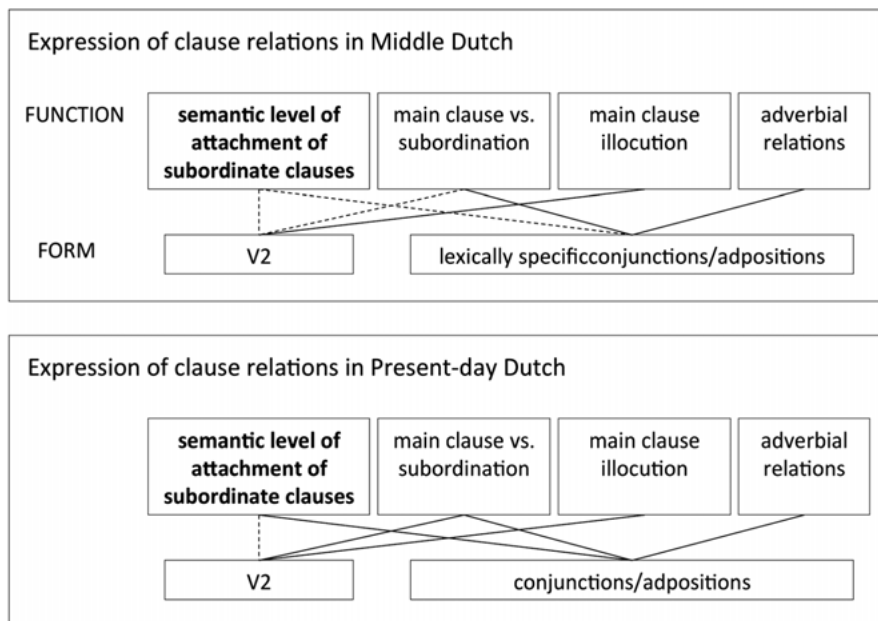 Expression of clause relations in Middle Dutch
FUNCTION
semantic level of
attachment of
subordinate clauses
main clause vs.
subordination
main clause
illocution
adverbial
relations
FORM
V2
lexically specificconjunctions/adpositions
Expression of clause relations in Present-day Dutch
semantic level of
attachment of
subordinate clauses
main clause vs.
subordination
main clause
illocution
adverbial
relations
V2
conjunctions/adpositions